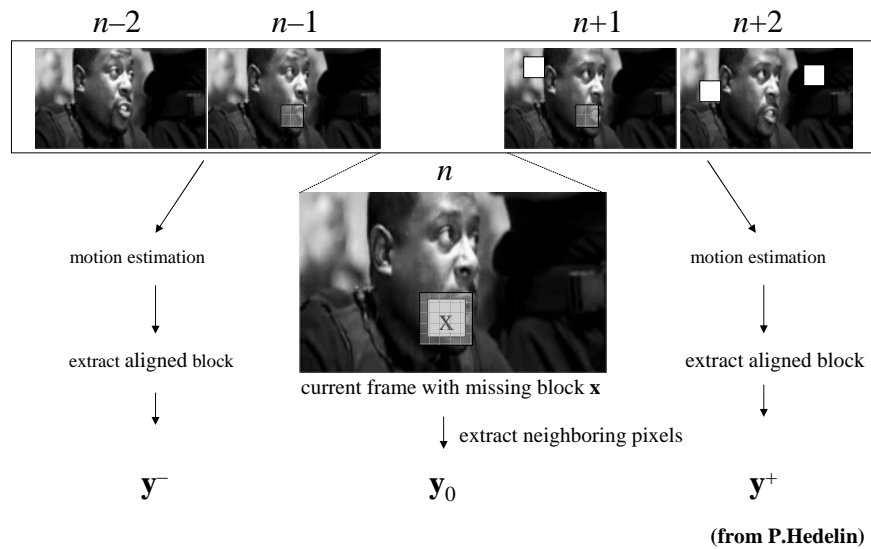 n–2 n–1 n+1 n+2
n
x
motion estimation motion estimation
extract aligned block extract aligned block
current frame with missing block x
extract neighboring pixels
y⁻ y₀ y⁺
(from P.Hedelin)